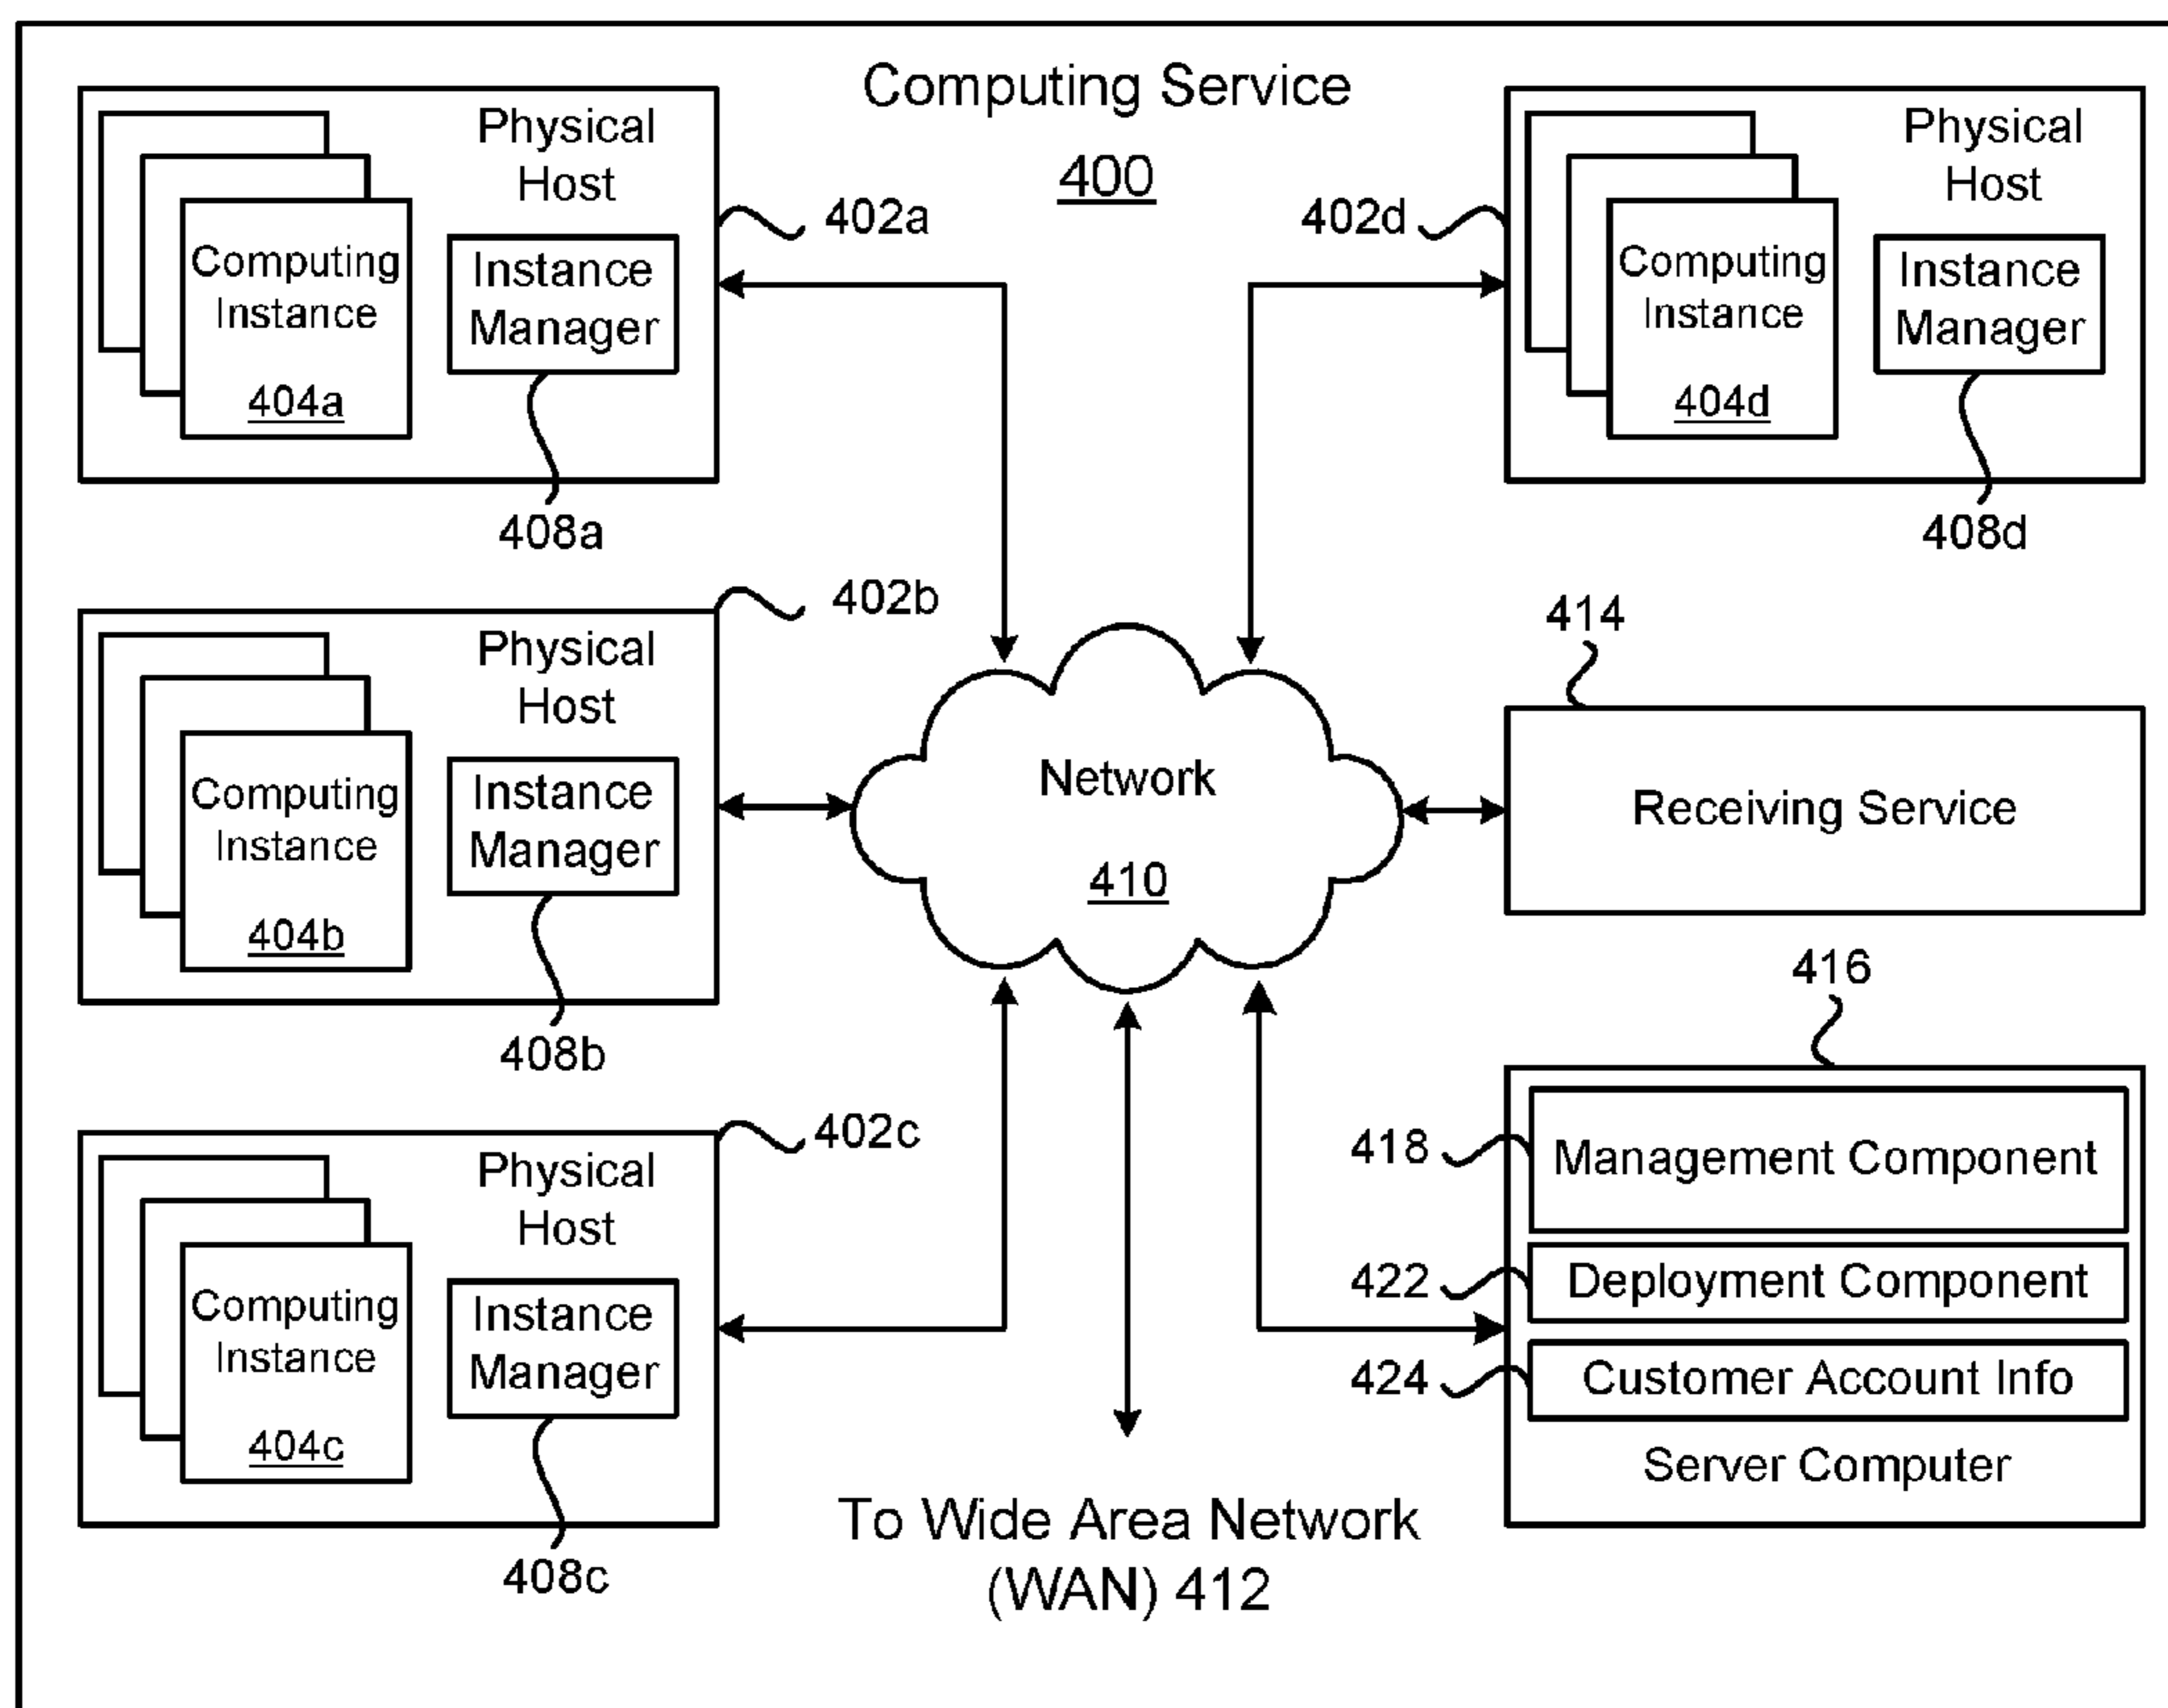 Computing Service
400
Physical
Host
402a
Computing
Instance
404a
Instance
Manager
408a
Physical
Host
402d
Computing
Instance
404d
Instance
Manager
408d
Physical
Host
402b
Computing
Instance
404b
Instance
Manager
408b
Network
410
414
Receiving Service
Physical
Host
402c
Computing
Instance
404c
Instance
Manager
408c
416
418
Management Component
422
Deployment Component
424
Customer Account Info
Server Computer
To Wide Area Network
(WAN) 412